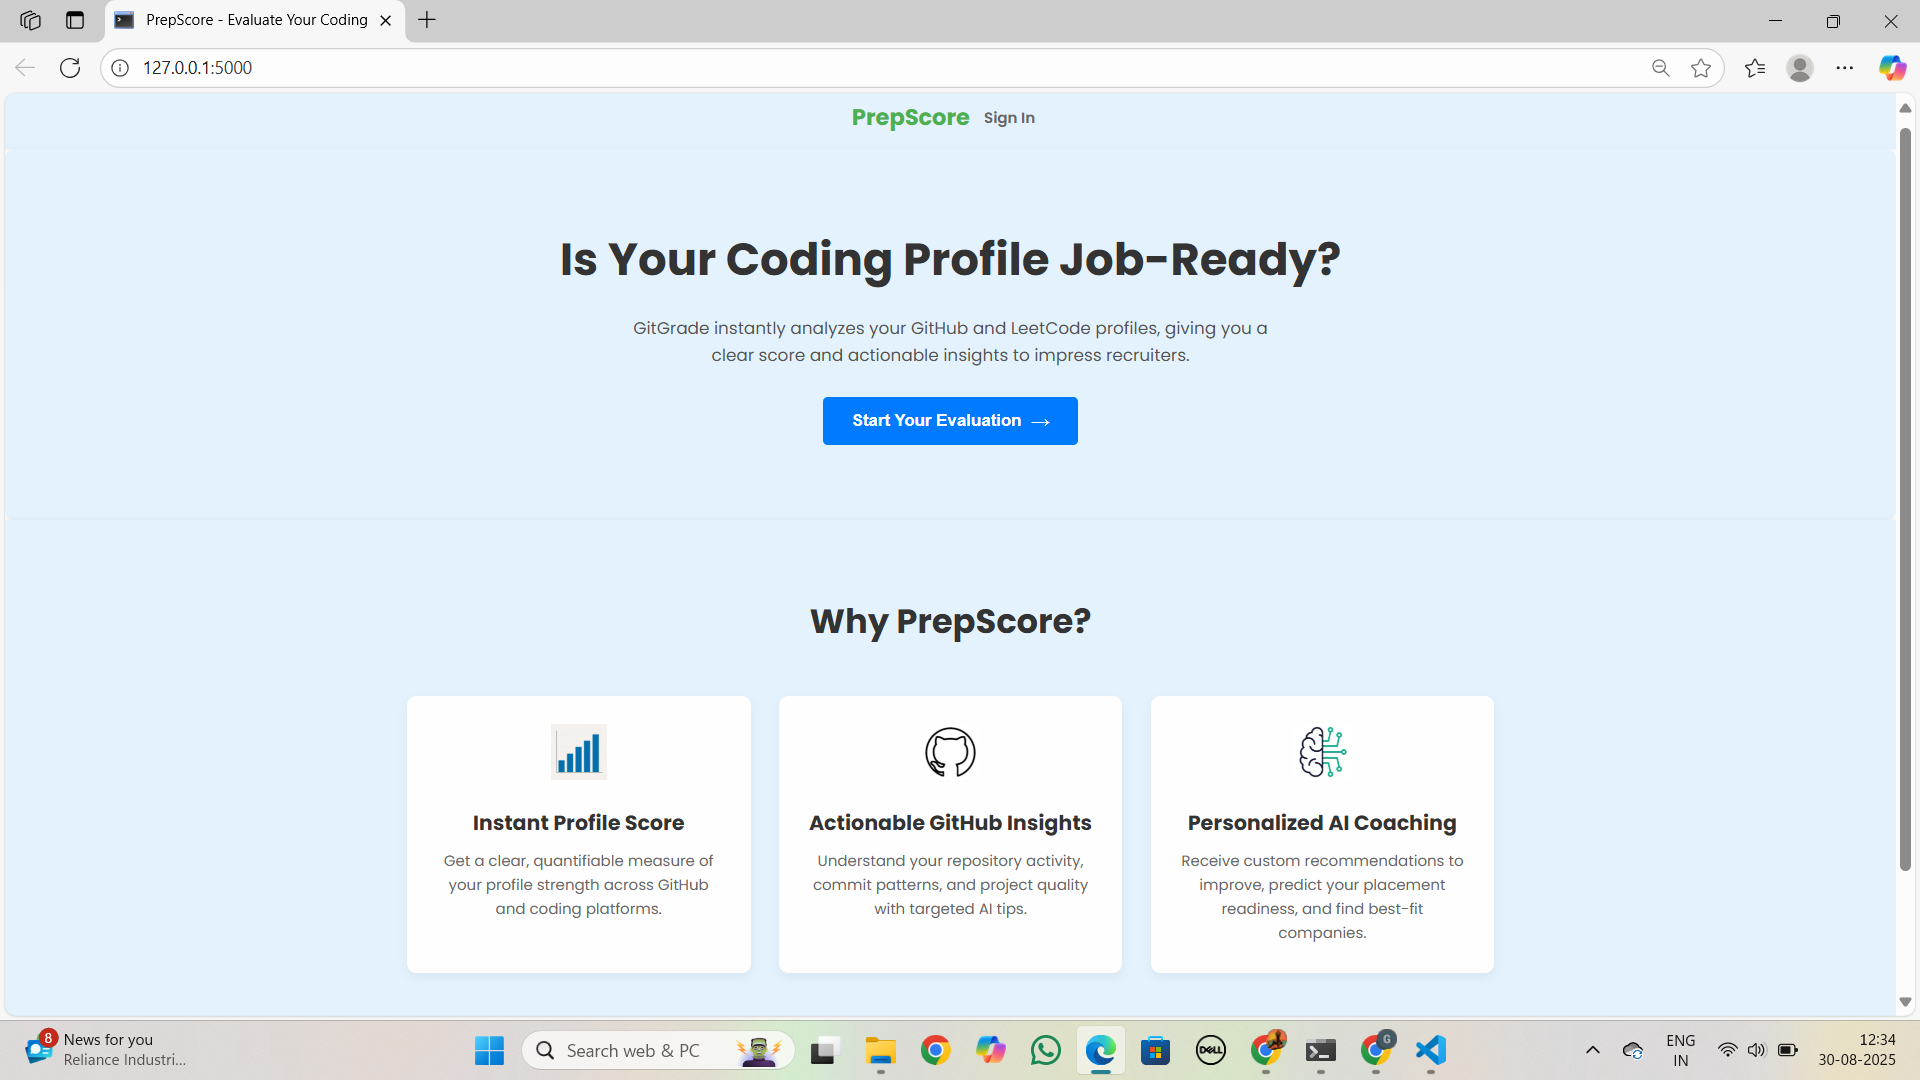 PrepScore - Evaluate Your Coding
127.0.0.1:5000
PrepScore Sign In
Is Your Coding Profile Job-Ready?
GitGrade instantly analyzes your GitHub and LeetCode profiles, giving you a
clear score and actionable insights to impress recruiters.
Start Your Evaluation →
Why PrepScore?
Instant Profile Score
Get a clear, quantifiable measure of
your profile strength across GitHub
and coding platforms.
Actionable GitHub Insights
Understand your repository activity,
commit patterns, and project quality
with targeted AI tips.
Personalized AI Coaching
Receive custom recommendations to
improve, predict your placement
readiness, and find best-fit
companies.
8
News for you
Reliance Industri...
Search web & PC
DELL
G
ENG
IN
12:34
30-08-2025